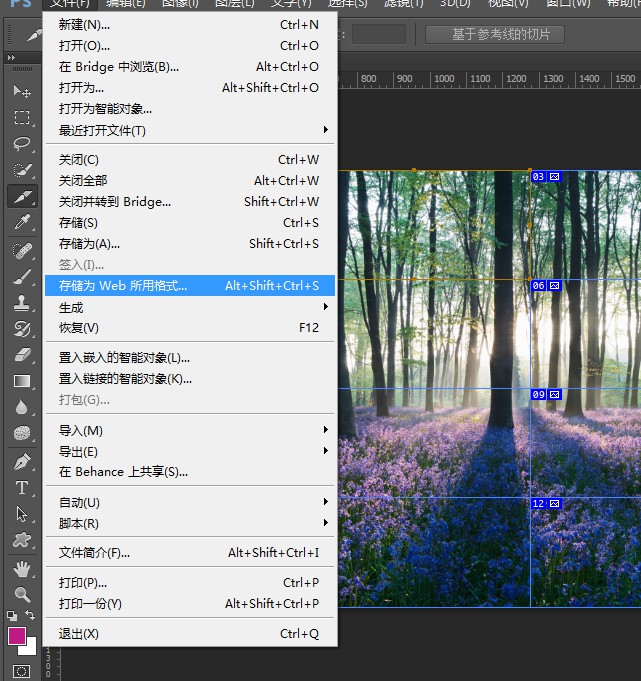 文件(F) 编辑(E) 图像(I) 图层(L) 文字(Y) 选择(S) 滤镜(T) 3D(D) 视图(V) 窗口(W)
基于参考线的切片
新建(N)... Ctrl+N
打开(O)... Ctrl+O
在 Bridge 中浏览(B)... Alt+Ctrl+O
打开为... Alt+Shift+Ctrl+O
打开为智能对象...
最近打开文件(T)
关闭(C) Ctrl+W
关闭全部 Alt+Ctrl+W
关闭并转到 Bridge... Shift+Ctrl+W
存储(S) Ctrl+S
存储为(A)... Shift+Ctrl+S
签入(I)...
存储为 Web 所用格式... Alt+Shift+Ctrl+S
生成
恢复(V) F12
置入嵌入的智能对象(L)...
置入链接的智能对象(K)...
打包(G)...
导入(M)
导出(E)
在 Behance 上共享(S)...
自动(U)
脚本(R)
文件简介(F)... Alt+Shift+Ctrl+I
打印(P)... Ctrl+P
打印一份(Y) Alt+Shift+Ctrl+P
退出(X) Ctrl+Q
800 900 1000 1100 1200 1300 1400 1500
03
06
09
12
1300